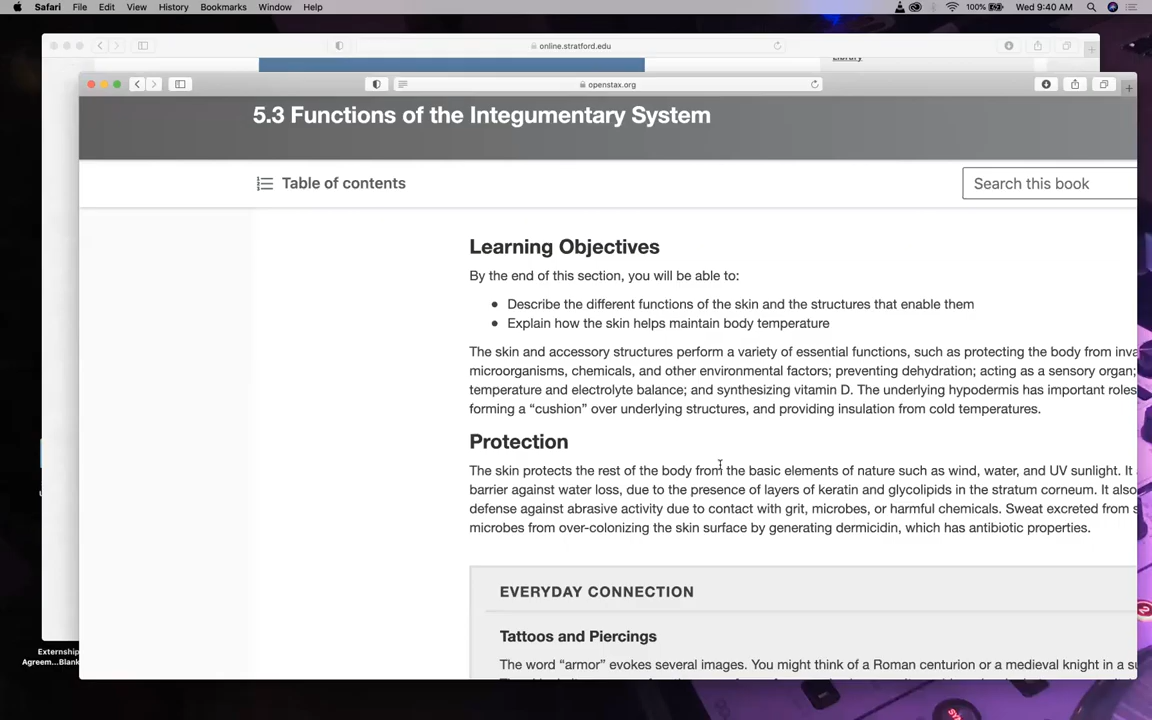 Safari File Edit View History Bookmarks Window Help 100% Wed 9:40 AM
online.stratford.edu
Library
openstax.org
5.3 Functions of the Integumentary System
Table of contents
Search this book
Learning Objectives
By the end of this section, you will be able to:
Describe the different functions of the skin and the structures that enable them
Explain how the skin helps maintain body temperature
The skin and accessory structures perform a variety of essential functions, such as protecting the body from inva
microorganisms, chemicals, and other environmental factors; preventing dehydration; acting as a sensory organ;
temperature and electrolyte balance; and synthesizing vitamin D. The underlying hypodermis has important roles
forming a “cushion” over underlying structures, and providing insulation from cold temperatures.
Protection
The skin protects the rest of the body from the basic elements of nature such as wind, water, and UV sunlight. It
barrier against water loss, due to the presence of layers of keratin and glycolipids in the stratum corneum. It also
defense against abrasive activity due to contact with grit, microbes, or harmful chemicals. Sweat excreted from s
microbes from over-colonizing the skin surface by generating dermicidin, which has antibiotic properties.
EVERYDAY CONNECTION
Tattoos and Piercings
The word “armor” evokes several images. You might think of a Roman centurion or a medieval knight in a su
Externship
Agreem...Blank